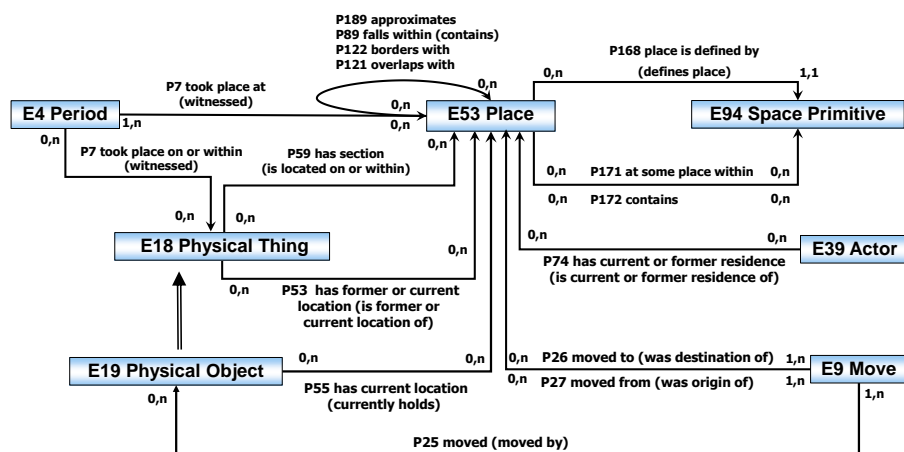 P189 approximates
P89 falls within (contains)
P122 borders with
P121 overlaps with
P168 place is defined by
(defines place)
0,n
0,n
1,1
P7 took place at
(witnessed)
0,n
E4 Period
1,n
0,n
E53 Place
E94 Space Primitive
0,n
0,n
P7 took place on or within
(witnessed)
P59 has section
(is located on or within)
0,n
P171 at some place within
0,n
0,n
P172 contains
0,n
0,n
0,n
E18 Physical Thing
0,n
0,n
0,n
0,n
E39 Actor
P74 has current or former residence
(is current or former residence of)
0,n
P53 has former or current
location (is former or
current location of)
0,n
0,n
0,n
P26 moved to (was destination of)
1,n
E19 Physical Object
E9 Move
0,n
P27 moved from (was origin of)
1,n
P55 has current location
(currently holds)
0,n
1,n
P25 moved (moved by)